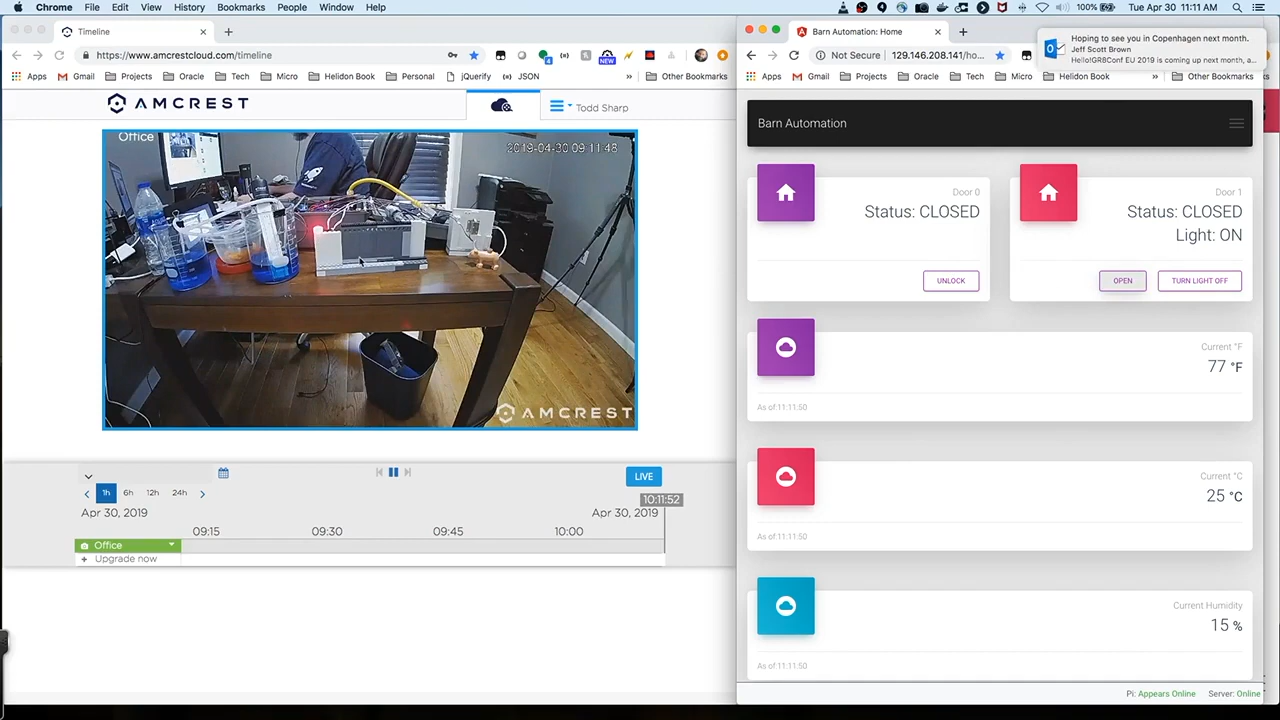 Chrome File Edit View History Bookmarks People Window Help 100% Tue Apr 30 11:11 AM
Timeline
https://www.amcrestcloud.com/timeline
Apps Gmail Projects Oracle Tech Micro Helidon Book Personal jQuerify JSON » Other Bookmarks
4
NEW
AMCREST
Todd Sharp
Office
2019-04-30 09:11:48
AMCREST
LIVE
1h 6h 12h 24h
10:11:52
Apr 30, 2019 Apr 30, 2019
09:15 09:30 09:45 10:00
Office
+ Upgrade now
Barn Automation: Home
Not Secure 129.146.208.141/ho...
Hoping to see you in Copenhagen next month.
Jeff Scott Brown
Hello!GR8Conf EU 2019 is coming up next month, a...
Apps Gmail Projects Oracle Tech Micro Helidon Book » Other Bookmarks
Barn Automation
Door 0
Status: CLOSED
UNLOCK
Door 1
Status: CLOSED
Light: ON
OPEN TURN LIGHT OFF
Current °F
77 °F
As of:11:11:50
Current °C
25 °C
As of:11:11:50
Current Humidity
15 %
As of:11:11:50
Pi: Appears Online Server: Online